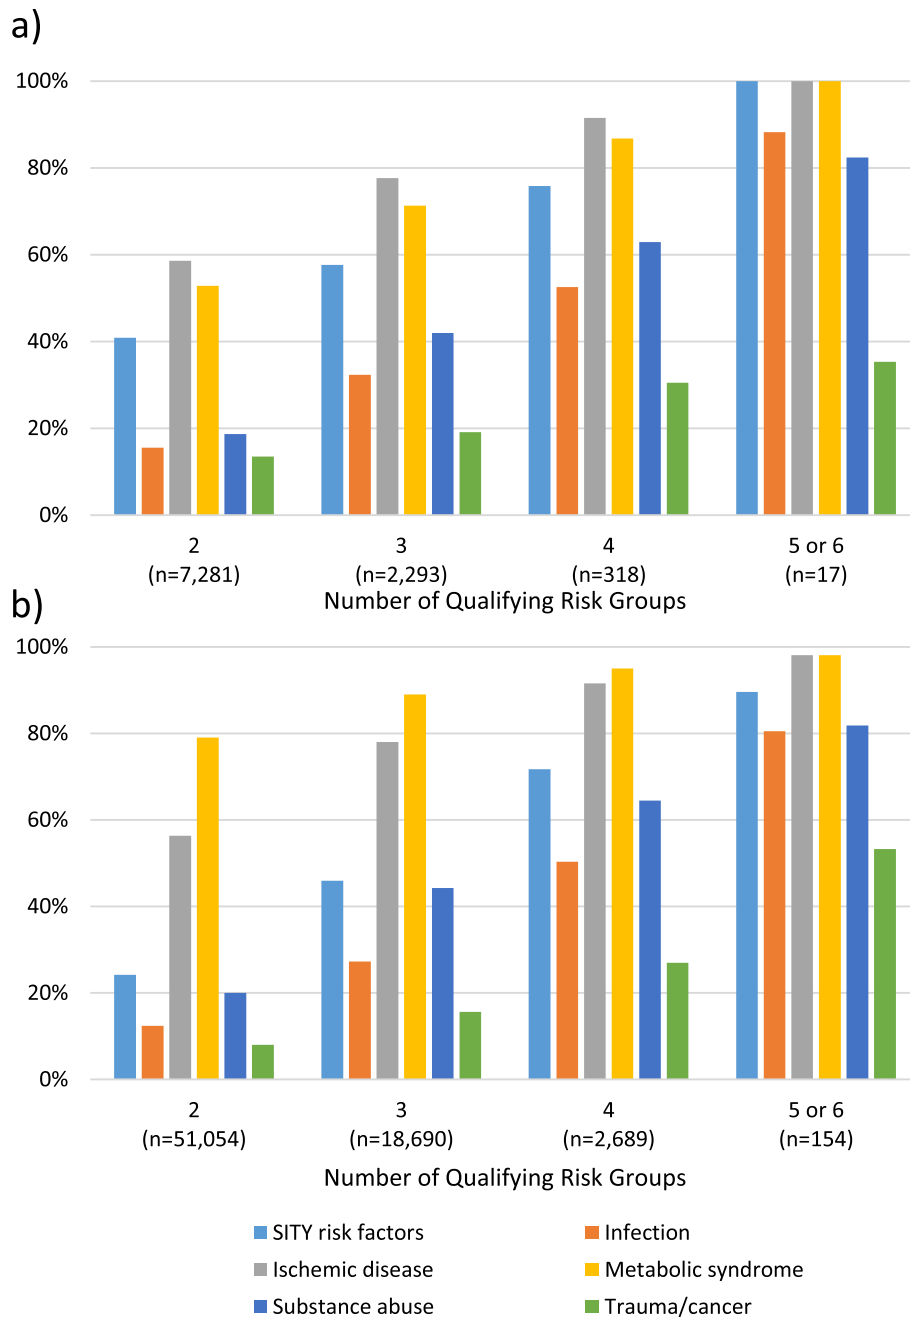 a)
100%
80%
60%
40%
20%
0%
2 3 4 5 or 6
(n=7,281) (n=2,293) (n=318) (n=17)
Number of Qualifying Risk Groups
b)
100%
80%
60%
40%
20%
0%
2 3 4 5 or 6
(n=51,054) (n=18,690) (n=2,689) (n=154)
Number of Qualifying Risk Groups
SITY risk factors Infection
Ischemic disease Metabolic syndrome
Substance abuse Trauma/cancer